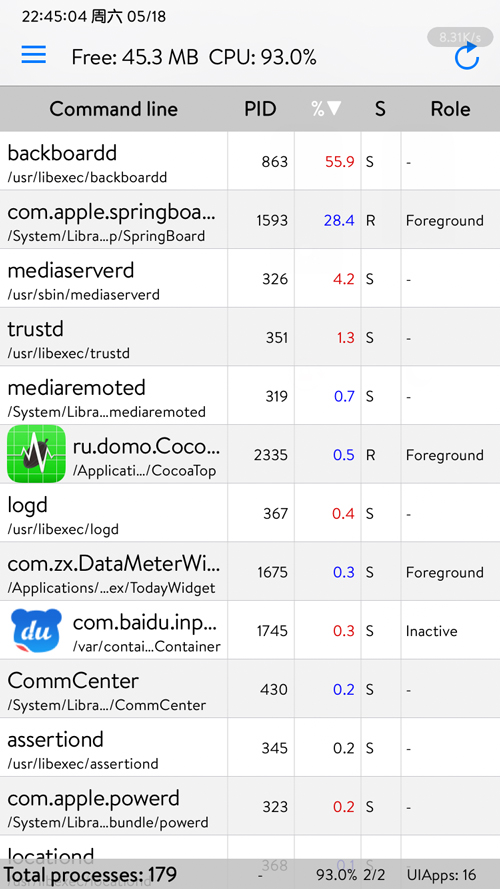 22:45:04 周六 05/18
8.31K/s
Free: 45.3 MB CPU: 93.0%
Command line PID %▼ S Role
backboardd
/usr/libexec/backboardd
863 55.9 S -
com.apple.springboa...
/System/Libra...p/SpringBoard
1593 28.4 R Foreground
mediaserverd
/usr/sbin/mediaserverd
326 4.2 S -
trustd
/usr/libexec/trustd
351 1.3 S -
mediaremoted
/System/Libra...mediaremoted
319 0.7 S -
ru.domo.Coco...
/Applicati.../CocoaTop
2335 0.5 R Foreground
logd
/usr/libexec/logd
367 0.4 S -
com.zx.DataMeterWi...
/Applications/...ex/TodayWidget
1675 0.3 S Foreground
du
com.baidu.inp...
/var/contai...Container
1745 0.3 S Inactive
CommCenter
/System/Libra.../CommCenter
430 0.2 S -
assertiond
/usr/libexec/assertiond
345 0.2 S -
com.apple.powerd
/System/Libra...bundle/powerd
323 0.2 S -
locationd
/usr/libexec/locationd
368 0.1 S -
Total processes: 179 - 93.0% 2/2 UIApps: 16